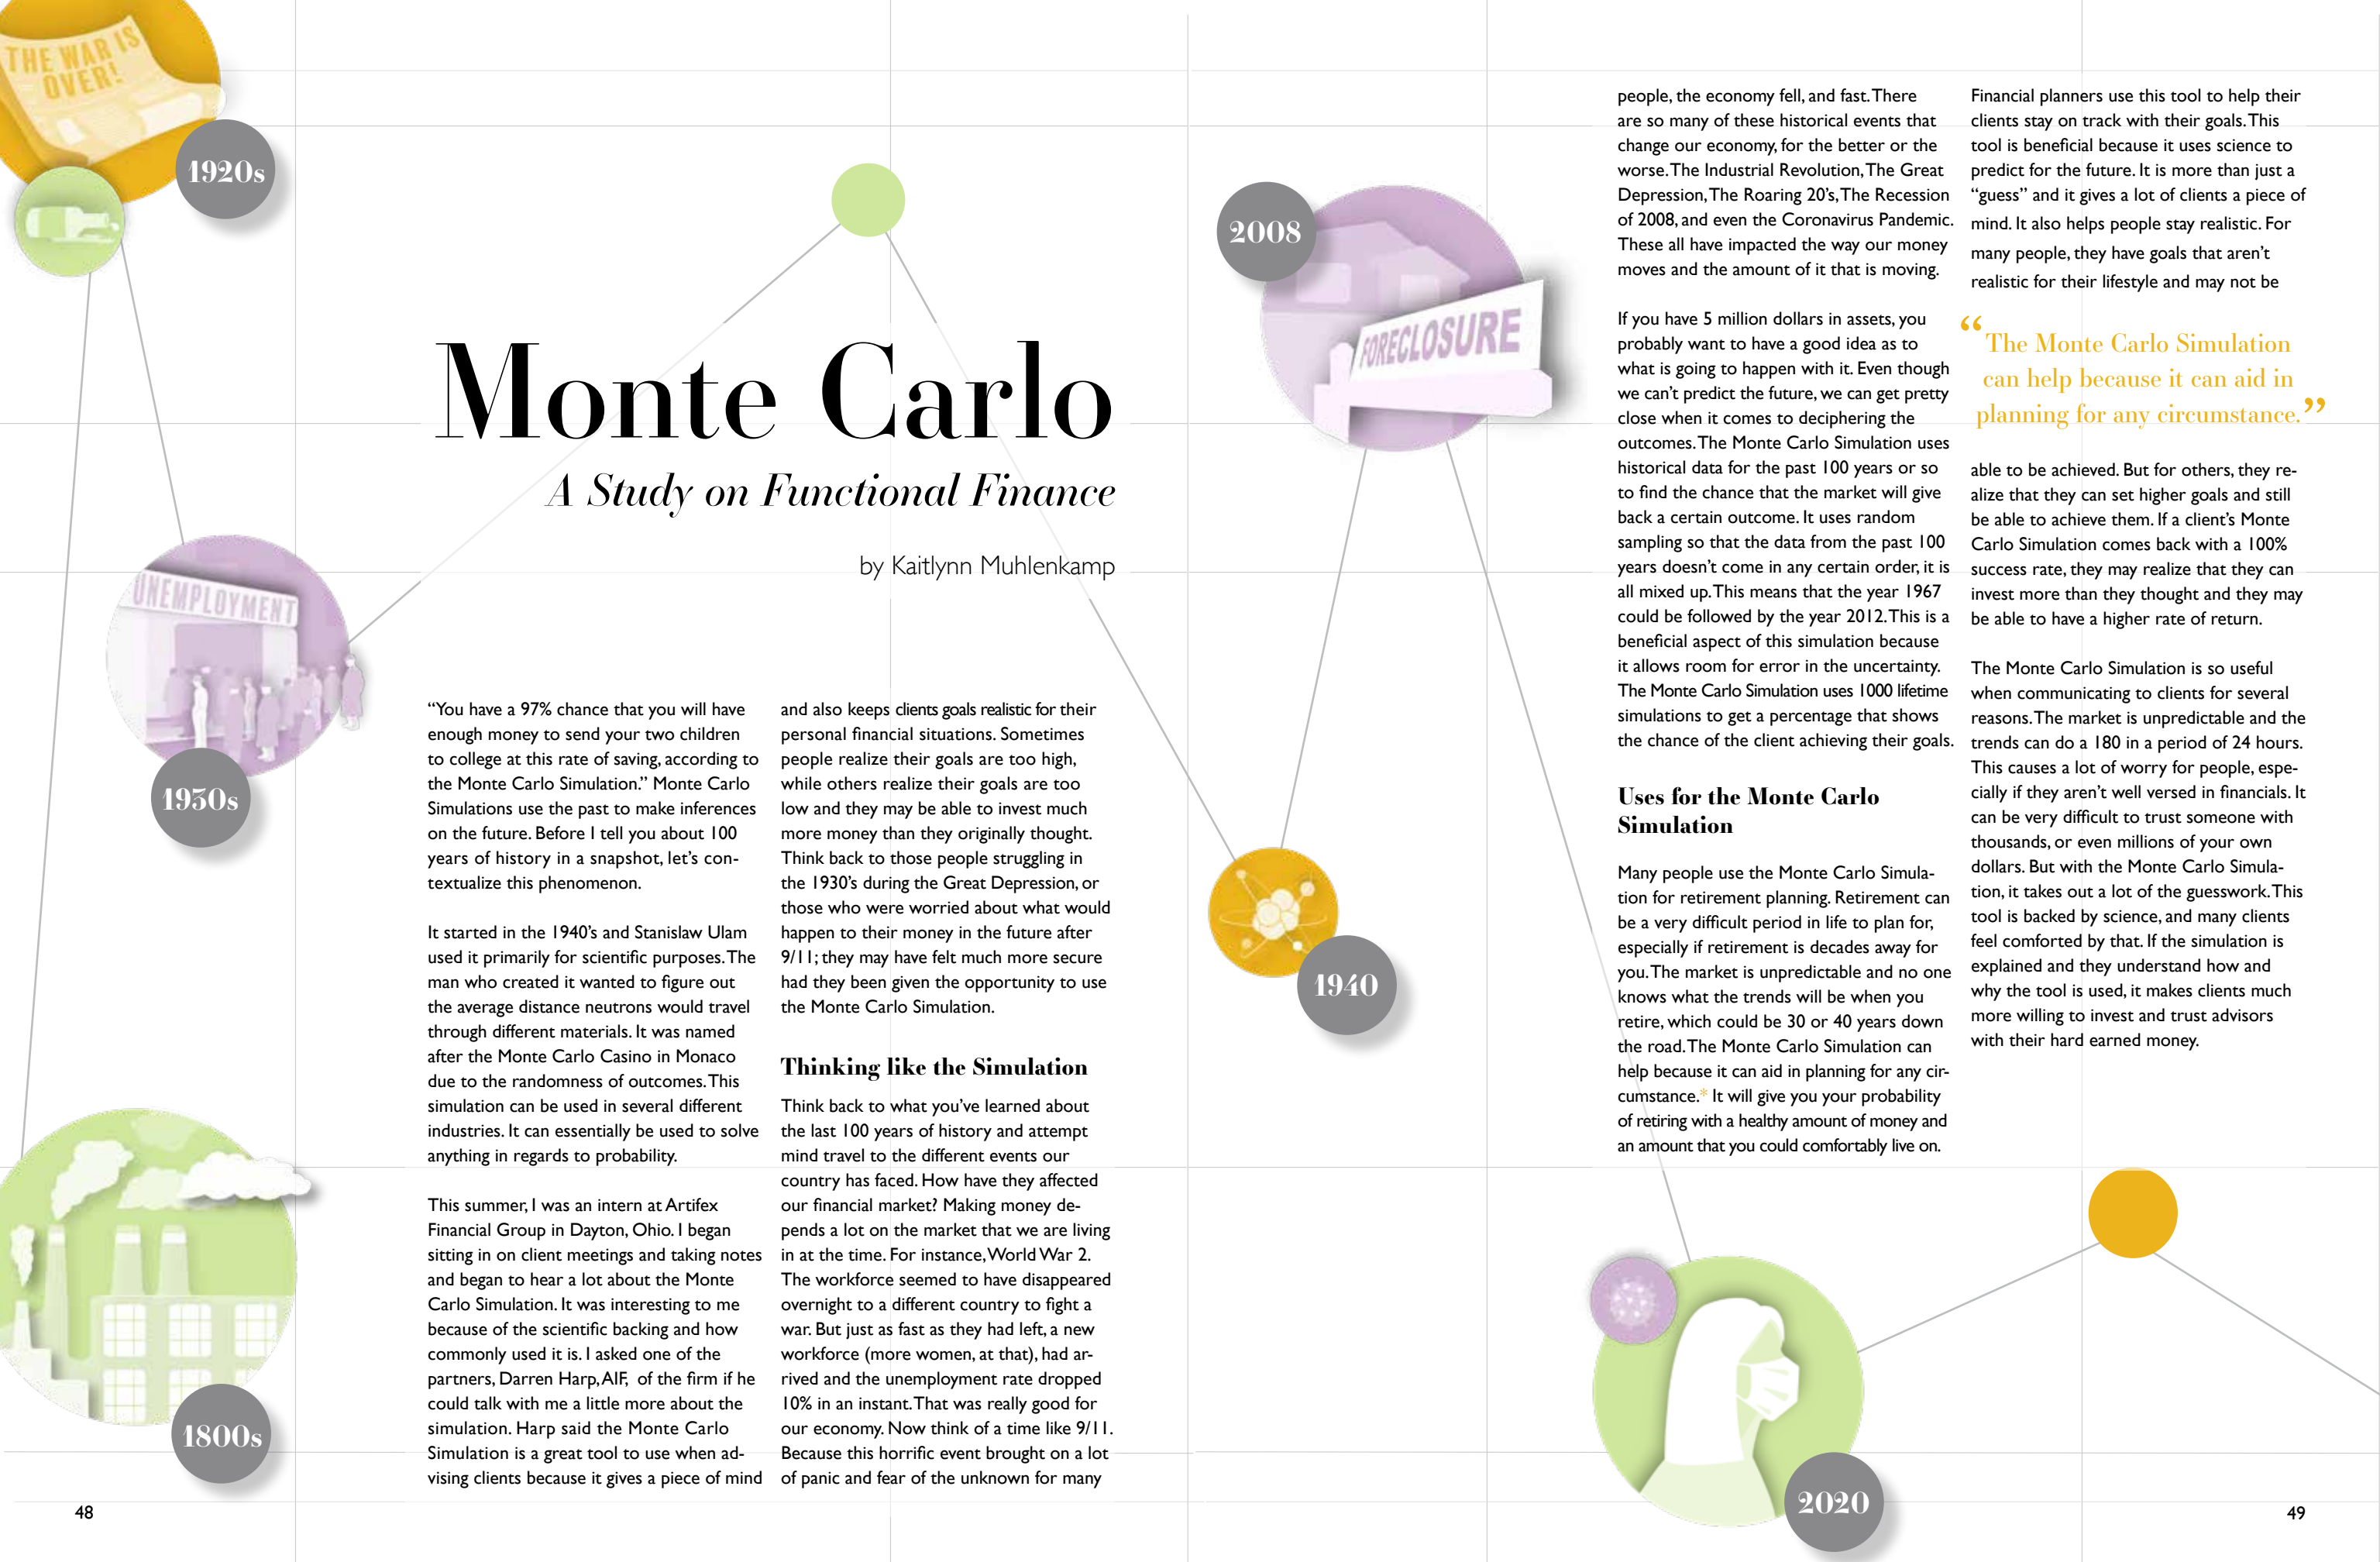 THE WAR IS
OVER!
1920s
UNEMPLOYMENT
1930s
1800s
Monte Carlo
A Study on Functional Finance
by Kaitlynn Muhlenkamp
“You have a 97% chance that you will have
enough money to send your two children
to college at this rate of saving, according to
the Monte Carlo Simulation.” Monte Carlo
Simulations use the past to make inferences
on the future. Before I tell you about 100
years of history in a snapshot, let’s con-
textualize this phenomenon.
It started in the 1940’s and Stanislaw Ulam
used it primarily for scientific purposes. The
man who created it wanted to figure out
the average distance neutrons would travel
through different materials. It was named
after the Monte Carlo Casino in Monaco
due to the randomness of outcomes. This
simulation can be used in several different
industries. It can essentially be used to solve
anything in regards to probability.
This summer, I was an intern at Artifex
Financial Group in Dayton, Ohio. I began
sitting in on client meetings and taking notes
and began to hear a lot about the Monte
Carlo Simulation. It was interesting to me
because of the scientific backing and how
commonly used it is. I asked one of the
partners, Darren Harp, AIF, of the firm if he
could talk with me a little more about the
simulation. Harp said the Monte Carlo
Simulation is a great tool to use when ad-
vising clients because it gives a piece of mind
and also keeps clients goals realistic for their
personal financial situations. Sometimes
people realize their goals are too high,
while others realize their goals are too
low and they may be able to invest much
more money than they originally thought.
Think back to those people struggling in
the 1930’s during the Great Depression, or
those who were worried about what would
happen to their money in the future after
9/11; they may have felt much more secure
had they been given the opportunity to use
the Monte Carlo Simulation.
Thinking like the Simulation
Think back to what you’ve learned about
the last 100 years of history and attempt
mind travel to the different events our
country has faced. How have they affected
our financial market? Making money de-
pends a lot on the market that we are living
in at the time. For instance, World War 2.
The workforce seemed to have disappeared
overnight to a different country to fight a
war. But just as fast as they had left, a new
workforce (more women, at that), had ar-
rived and the unemployment rate dropped
10% in an instant. That was really good for
our economy. Now think of a time like 9/11.
Because this horrific event brought on a lot
of panic and fear of the unknown for many
48
2008
FORECLOSURE
1940
people, the economy fell, and fast. There
are so many of these historical events that
change our economy, for the better or the
worse. The Industrial Revolution, The Great
Depression, The Roaring 20’s, The Recession
of 2008, and even the Coronavirus Pandemic.
These all have impacted the way our money
moves and the amount of it that is moving.
If you have 5 million dollars in assets, you
probably want to have a good idea as to
what is going to happen with it. Even though
we can’t predict the future, we can get pretty
close when it comes to deciphering the
outcomes. The Monte Carlo Simulation uses
historical data for the past 100 years or so
to find the chance that the market will give
back a certain outcome. It uses random
sampling so that the data from the past 100
years doesn’t come in any certain order, it is
all mixed up. This means that the year 1967
could be followed by the year 2012. This is a
beneficial aspect of this simulation because
it allows room for error in the uncertainty.
The Monte Carlo Simulation uses 1000 lifetime
simulations to get a percentage that shows
the chance of the client achieving their goals.
Uses for the Monte Carlo
Simulation
Many people use the Monte Carlo Simula-
tion for retirement planning. Retirement can
be a very difficult period in life to plan for,
especially if retirement is decades away for
you. The market is unpredictable and no one
knows what the trends will be when you
retire, which could be 30 or 40 years down
the road. The Monte Carlo Simulation can
help because it can aid in planning for any cir-
cumstance.* It will give you your probability
of retiring with a healthy amount of money and
an amount that you could comfortably live on.
Financial planners use this tool to help their
clients stay on track with their goals. This
tool is beneficial because it uses science to
predict for the future. It is more than just a
“guess” and it gives a lot of clients a piece of
mind. It also helps people stay realistic. For
many people, they have goals that aren’t
realistic for their lifestyle and may not be
“The Monte Carlo Simulation
can help because it can aid in
planning for any circumstance.”
able to be achieved. But for others, they re-
alize that they can set higher goals and still
be able to achieve them. If a client’s Monte
Carlo Simulation comes back with a 100%
success rate, they may realize that they can
invest more than they thought and they may
be able to have a higher rate of return.
The Monte Carlo Simulation is so useful
when communicating to clients for several
reasons. The market is unpredictable and the
trends can do a 180 in a period of 24 hours.
This causes a lot of worry for people, espe-
cially if they aren’t well versed in financials. It
can be very difficult to trust someone with
thousands, or even millions of your own
dollars. But with the Monte Carlo Simula-
tion, it takes out a lot of the guesswork. This
tool is backed by science, and many clients
feel comforted by that. If the simulation is
explained and they understand how and
why the tool is used, it makes clients much
more willing to invest and trust advisors
with their hard earned money.
2020
49